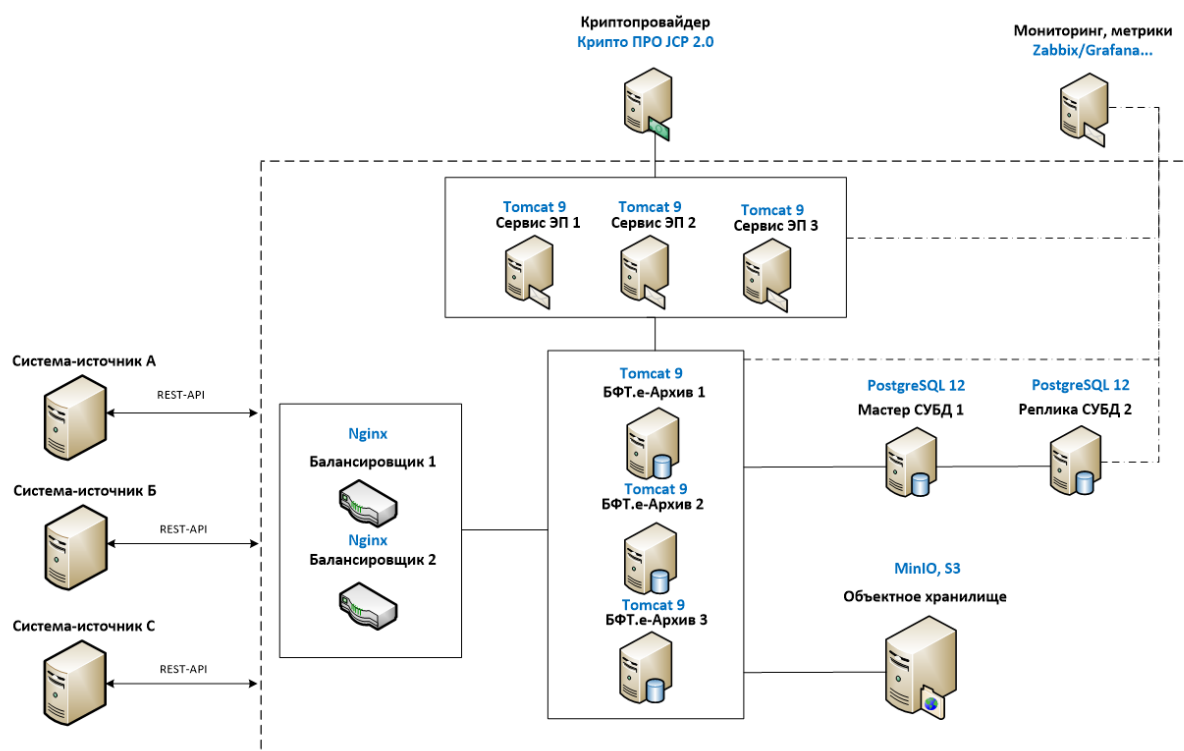 Криптопровайдер
Крипто ПРО JCP 2.0
Мониторинг, метрики
Zabbix/Grafana...
Tomcat 9
Сервис ЭП 1
Tomcat 9
Сервис ЭП 2
Tomcat 9
Сервис ЭП 3
Система-источник А
REST-API
Система-источник Б
REST-API
Система-источник С
REST-API
Nginx
Балансировщик 1
Nginx
Балансировщик 2
Tomcat 9
БФТ.е-Архив 1
Tomcat 9
БФТ.е-Архив 2
Tomcat 9
БФТ.е-Архив 3
PostgreSQL 12
Мастер СУБД 1
PostgreSQL 12
Реплика СУБД 2
MinIO, S3
Объектное хранилище